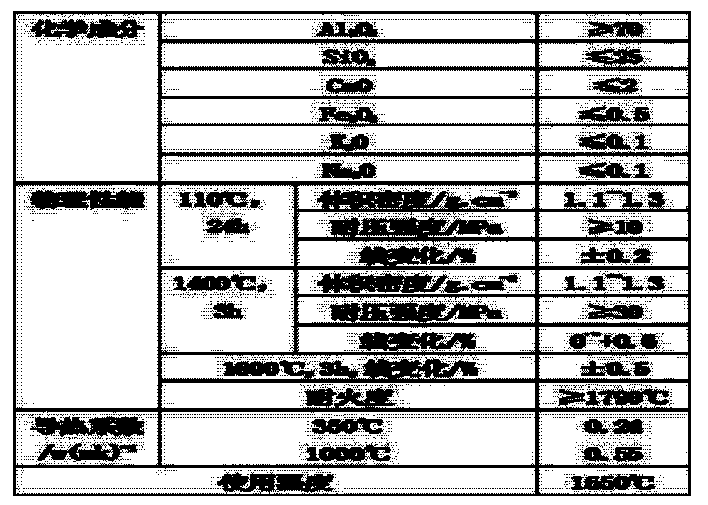 化学成分 Al₂O₃ ≥70
SiO₂ ≤25
CaO ≤2
Fe₂O₃ ≤0.5
K₂O ≤0.1
Na₂O ≤0.1
物理性能 110℃, 24h 体积密度/g.cm⁻³ 1.1~1.3
耐压强度/MPa ≥10
线变化/% ±0.2
1400℃, 3h 体积密度/g.cm⁻³ 1.1~1.3
耐压强度/MPa ≥30
线变化/% 0~+0.6
1600℃,3h,线变化/% ±0.5
耐火度 ≥1790℃
导热系数 350℃ 0.26
/w(mk)⁻¹ 1000℃ 0.55
使用温度 1650℃